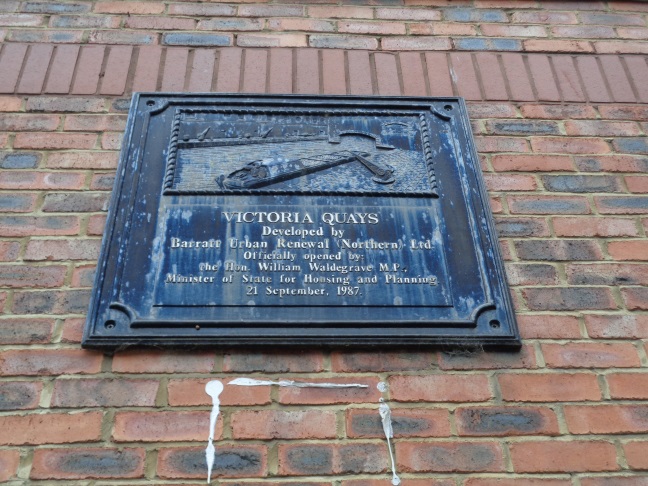 VICTORIA QUAYS
Developed by
Barratt Urban Renewal (Northern) Ltd.
Officially opened by:
the Hon. William Waldegrave M.P.,
Minister of State for Housing and Planning
21 September, 1987.